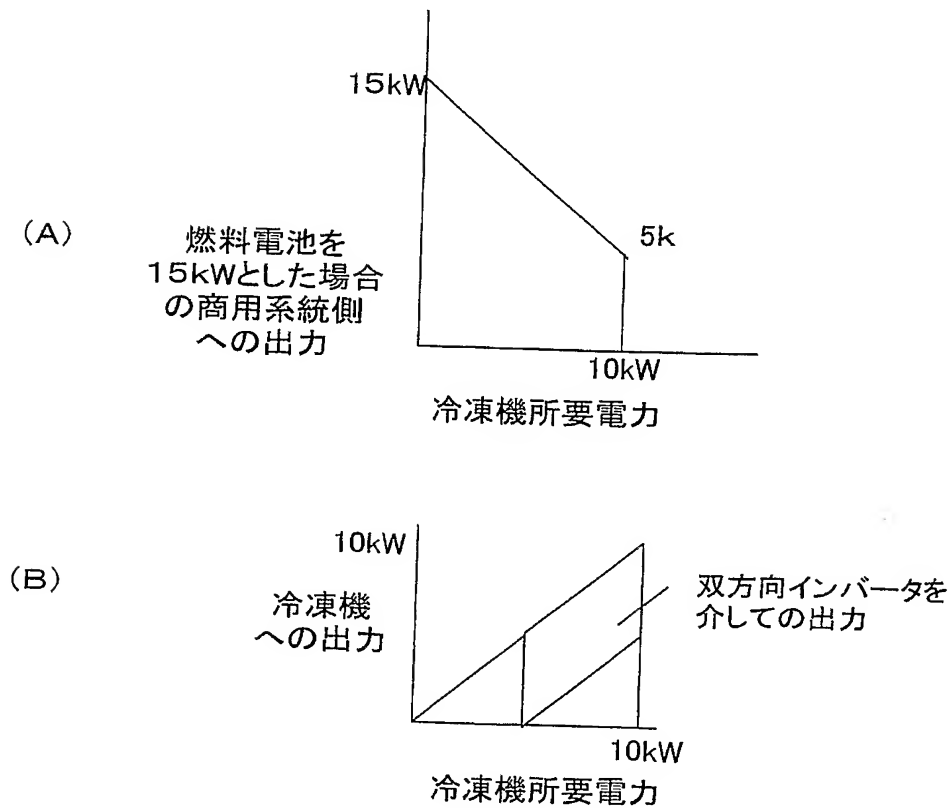 (A)
15kW
燃料電池を
15kWとした場合
の商用系統側
への出力
5k
10kW
冷凍機所要電力
(B)
10kW
冷凍機
への出力
双方向インバータを
介しての出力
10kW
冷凍機所要電力